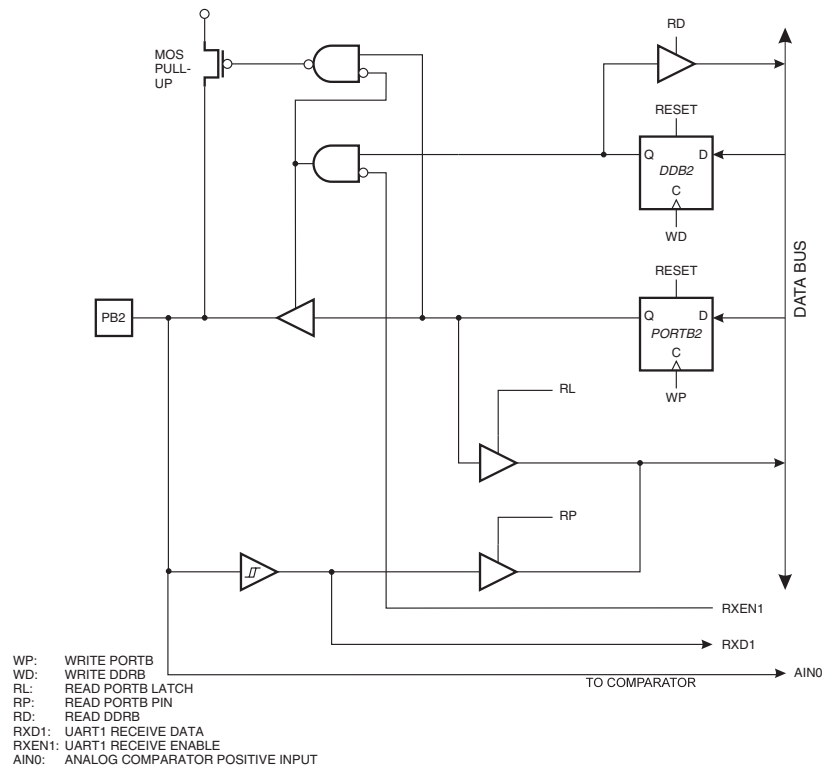 RD
MOS
PULL-
UP
RESET
Q
D
DDB2
C
WD
RESET
DATA BUS
PB2
Q
D
PORTB2
C
WP
RL
RP
RXEN1
RXD1
AIN0
TO COMPARATOR
WP: WRITE PORTB
WD: WRITE DDRB
RL: READ PORTB LATCH
RP: READ PORTB PIN
RD: READ DDRB
RXD1: UART1 RECEIVE DATA
RXEN1: UART1 RECEIVE ENABLE
AIN0: ANALOG COMPARATOR POSITIVE INPUT